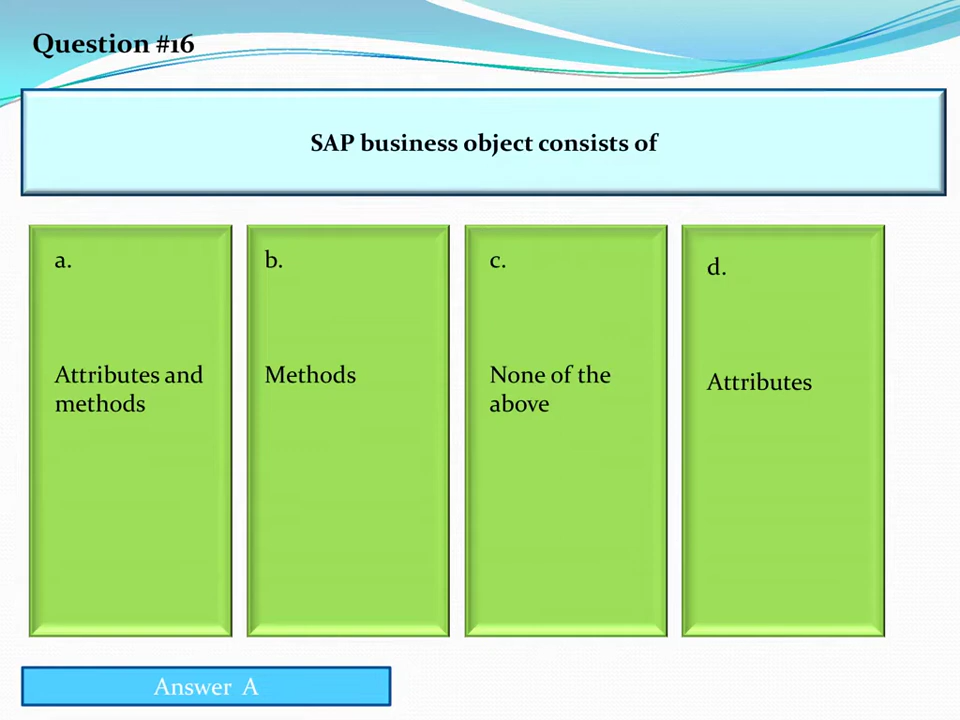 Question #16
SAP business object consists of
a.
Attributes and
methods
b.
Methods
c.
None of the
above
d.
Attributes
Answer A